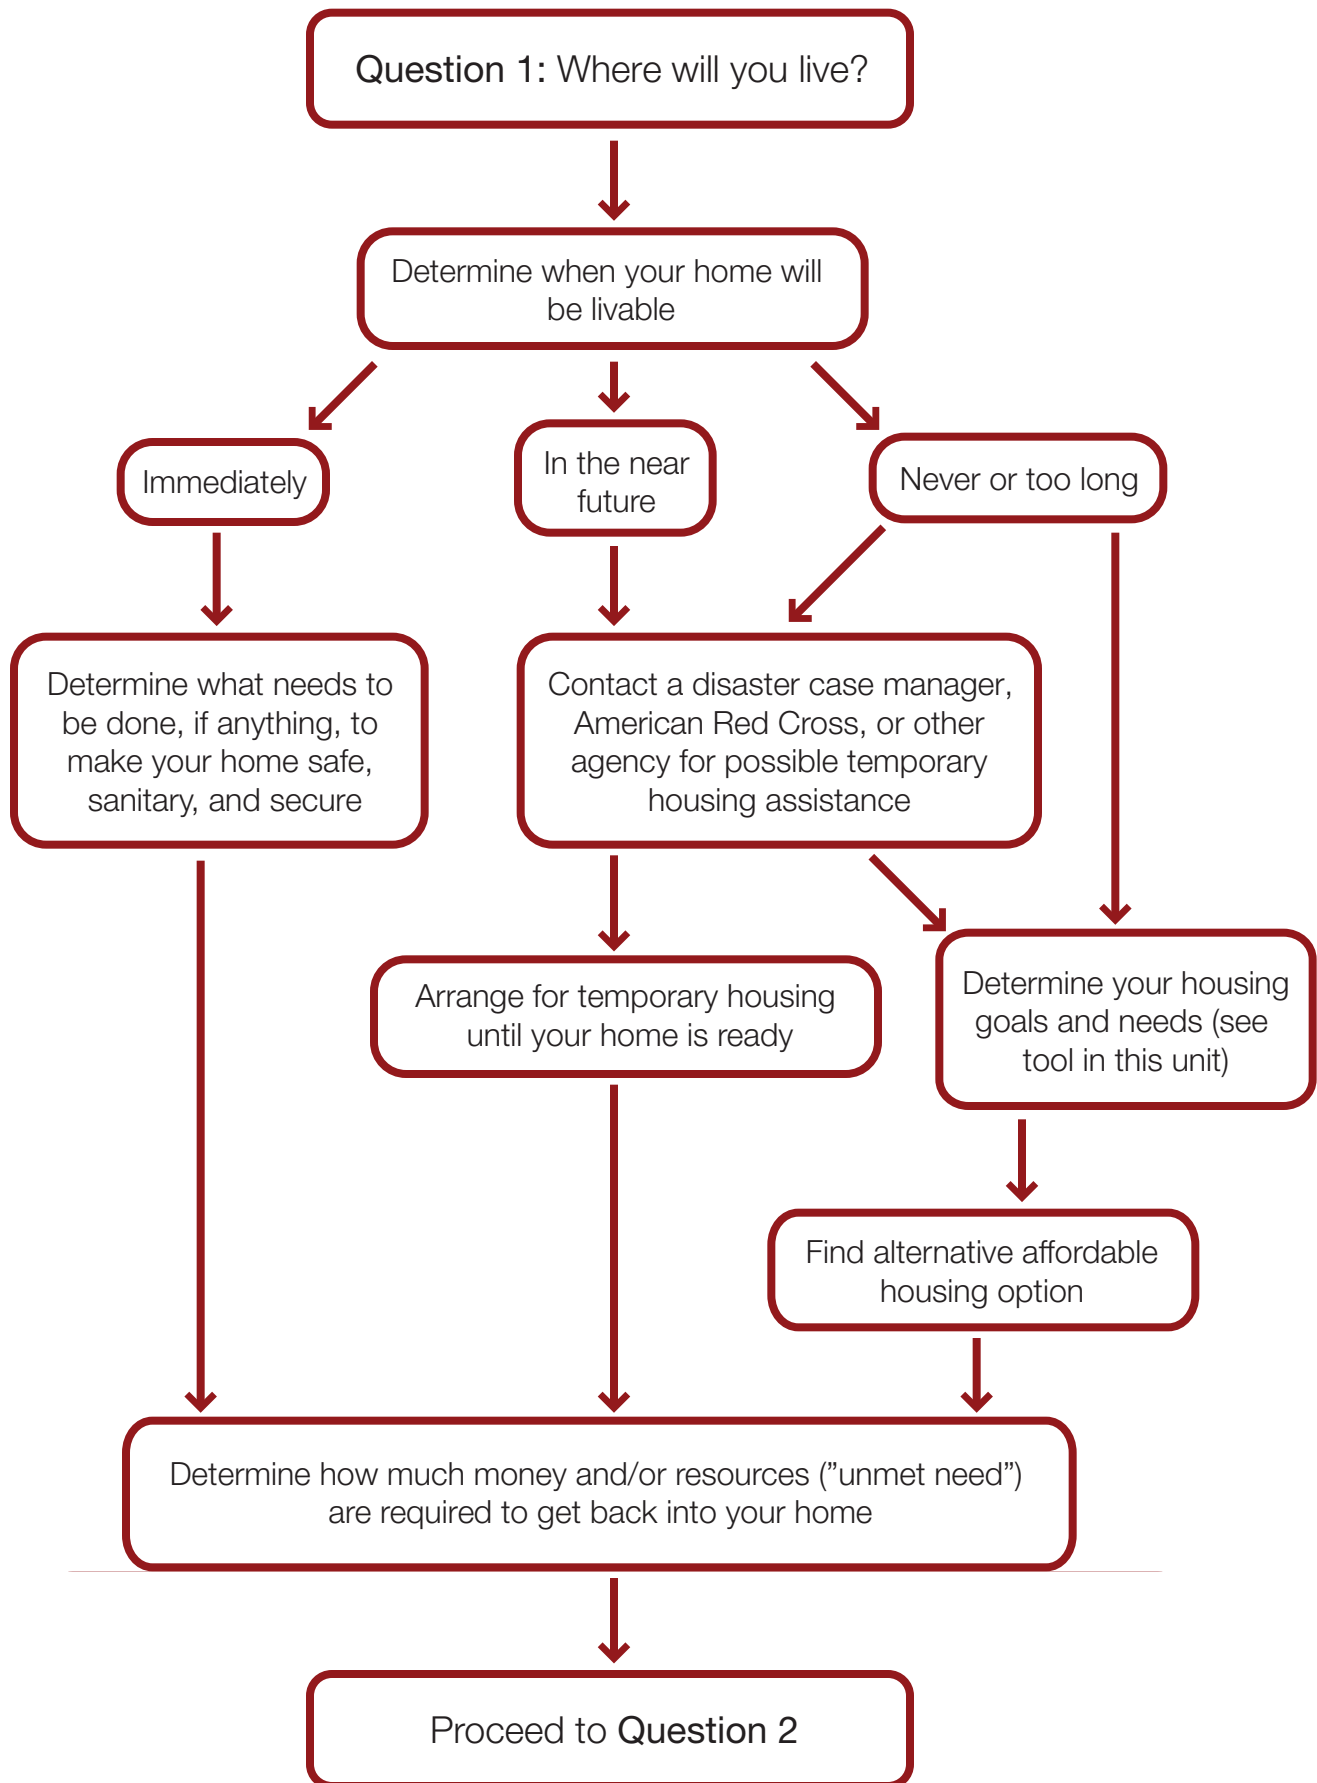 Question 1: Where will you live?
Determine when your home will
be livable
Immediately
In the near
future
Never or too long
Determine what needs to
be done, if anything, to
make your home safe,
sanitary, and secure
Contact a disaster case manager,
American Red Cross, or other
agency for possible temporary
housing assistance
Arrange for temporary housing
until your home is ready
Determine your housing
goals and needs (see
tool in this unit)
Find alternative affordable
housing option
Determine how much money and/or resources (”unmet need”)
are required to get back into your home
Proceed to Question 2